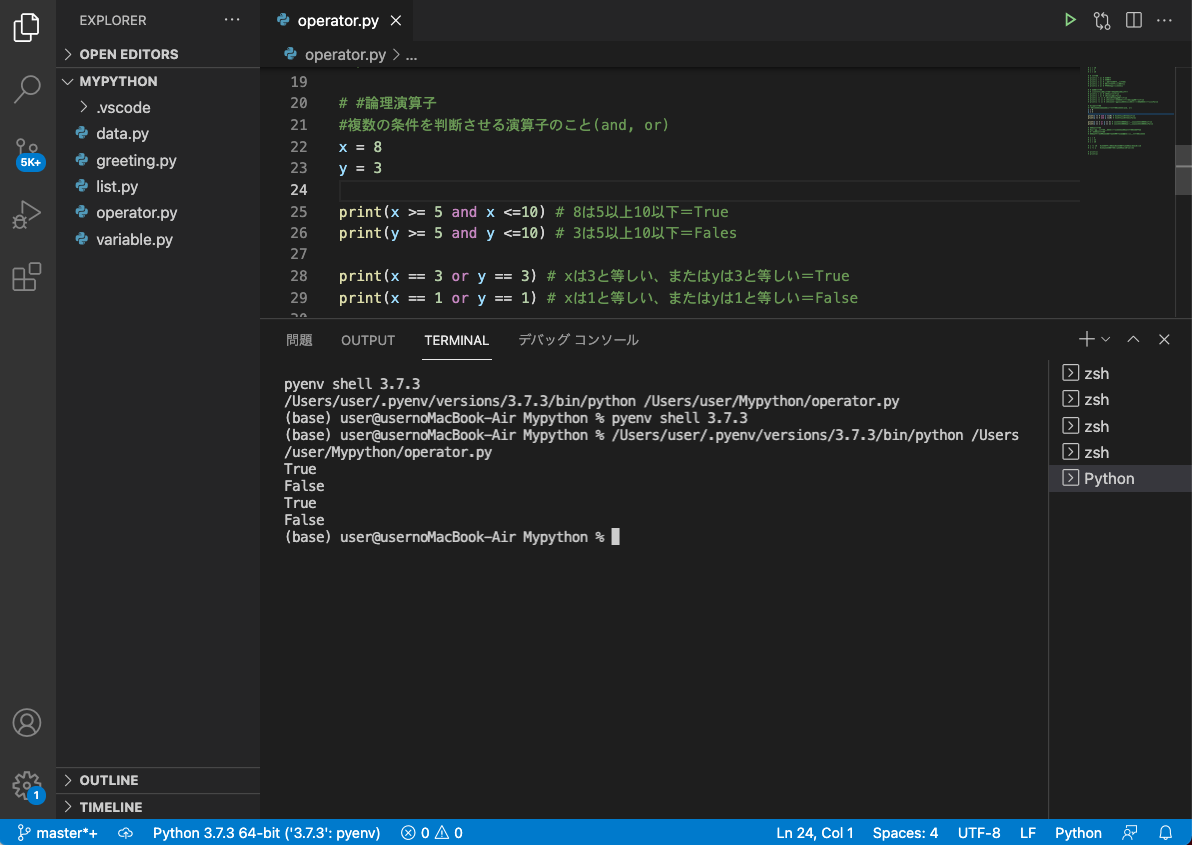 EXPLORER
OPEN EDITORS
MYPYTHON
.vscode
data.py
greeting.py
list.py
operator.py
variable.py
OUTLINE
TIMELINE
5K+
1
operator.py
operator.py > ...
19
20 # #論理演算子
21 #複数の条件を判断させる演算子のこと(and, or)
22 x = 8
23 y = 3
24
25 print(x >= 5 and x <=10) # 8は5以上10以下＝True
26 print(y >= 5 and y <=10) # 3は5以上10以下＝Fales
27
28 print(x == 3 or y == 3) # xは3と等しい、またはyは3と等しい＝True
29 print(x == 1 or y == 1) # xは1と等しい、またはyは1と等しい＝False
問題 OUTPUT TERMINAL デバッグ コンソール
pyenv shell 3.7.3
/Users/user/.pyenv/versions/3.7.3/bin/python /Users/user/Mypython/operator.py
(base) user@usernoMacBook-Air Mypython % pyenv shell 3.7.3
(base) user@usernoMacBook-Air Mypython % /Users/user/.pyenv/versions/3.7.3/bin/python /Users
/user/Mypython/operator.py
True
False
True
False
(base) user@usernoMacBook-Air Mypython %
zsh
zsh
zsh
zsh
Python
master*+ Python 3.7.3 64-bit ('3.7.3': pyenv) 0 0 Ln 24, Col 1 Spaces: 4 UTF-8 LF Python